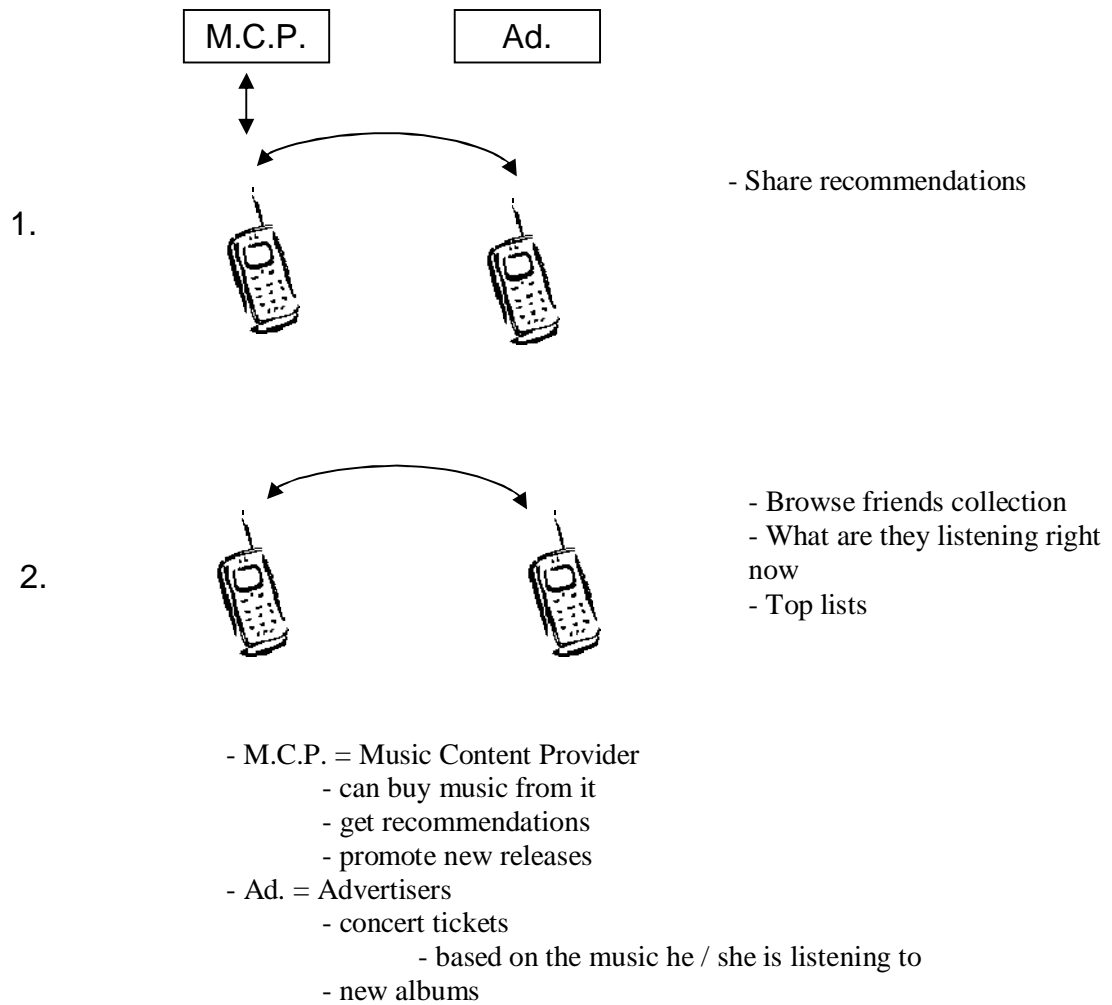 M.C.P. Ad.
- Share recommendations
1.
- Browse friends collection
- What are they listening right
now
- Top lists
2.
- M.C.P. = Music Content Provider
- can buy music from it
- get recommendations
- promote new releases
- Ad. = Advertisers
- concert tickets
- based on the music he / she is listening to
- new albums